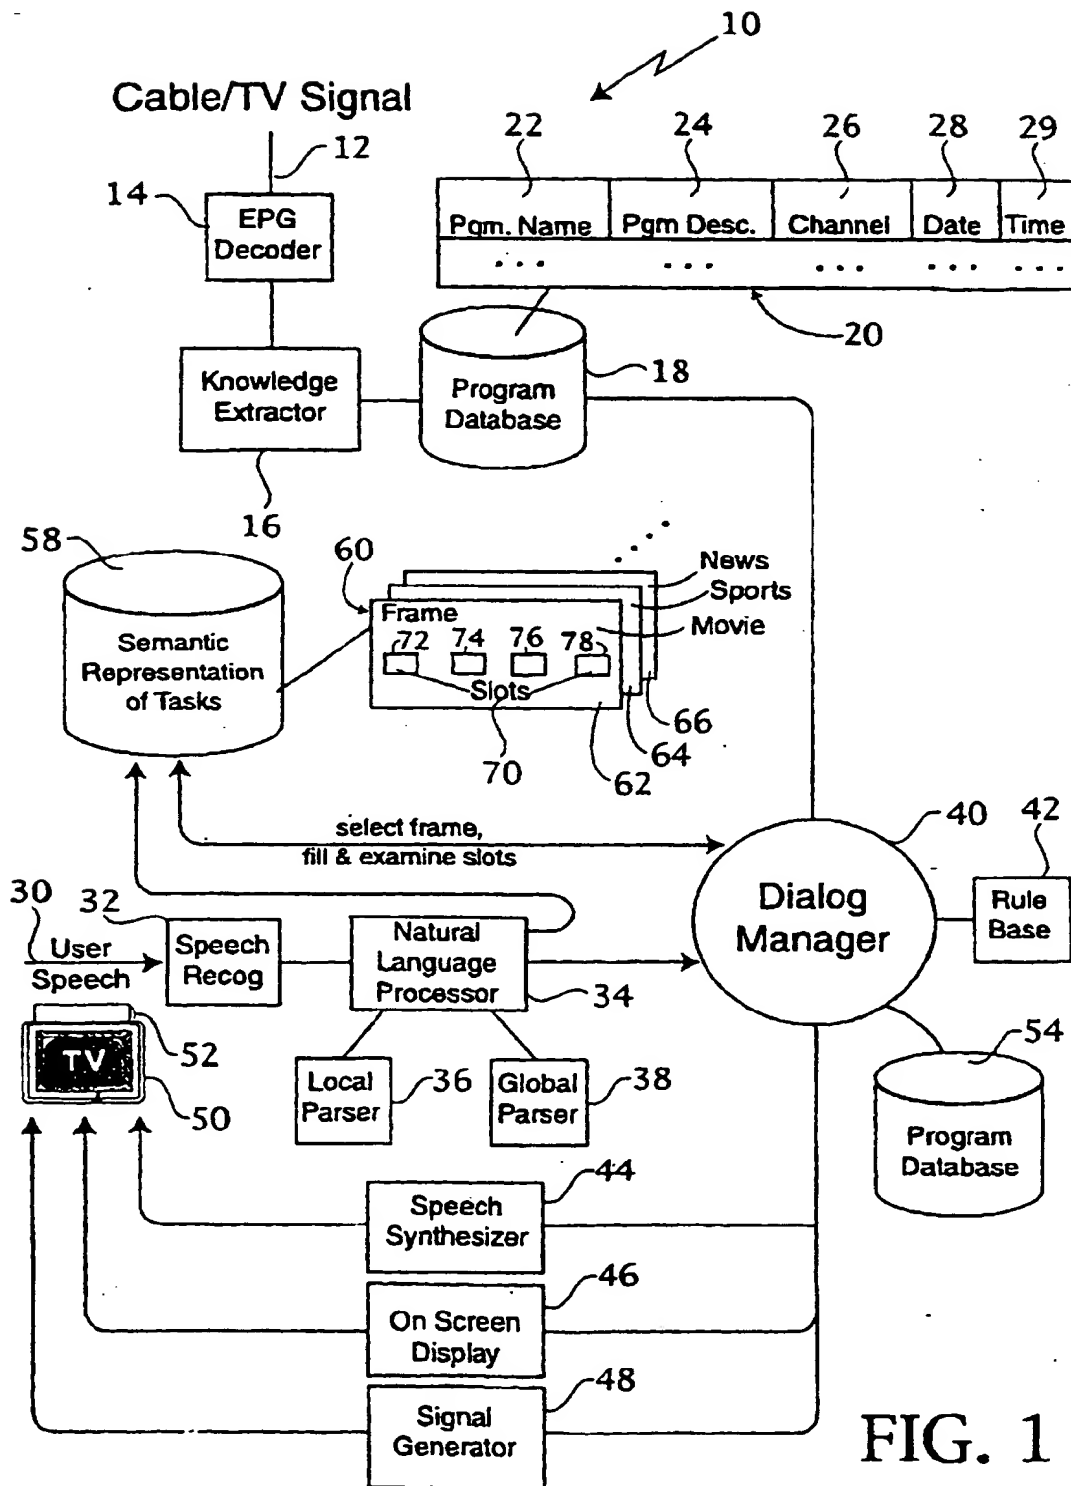 10
Cable/TV Signal
12
22 24 26 28 29
14
EPG
Decoder
Pgm. Name Pgm Desc. Channel Date Time
... ... ... ... ...
20
Knowledge
Extractor
16
Program
Database
18
58
Semantic
Representation
of Tasks
60
News
Sports
Movie
Frame
72 74 76 78
Slots
70
62
64
66
select frame,
fill & examine slots
40
Dialog
Manager
42
Rule
Base
30
User
Speech
32
Speech
Recog
Natural
Language
Processor
34
TV
52
50
Local
Parser
36
Global
Parser
38
54
Program
Database
44
Speech
Synthesizer
46
On Screen
Display
48
Signal
Generator
FIG. 1